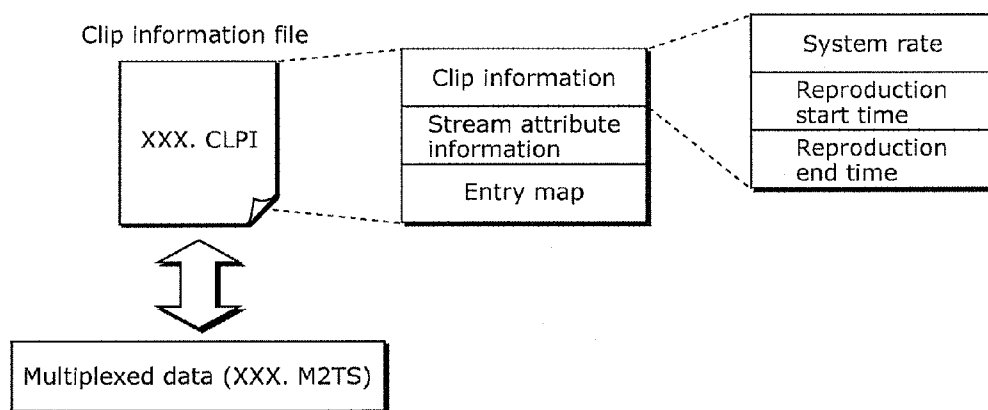 Clip information file
XXX. CLPI
Clip information
Stream attribute
information
Entry map
System rate
Reproduction
start time
Reproduction
end time
Multiplexed data (XXX. M2TS)